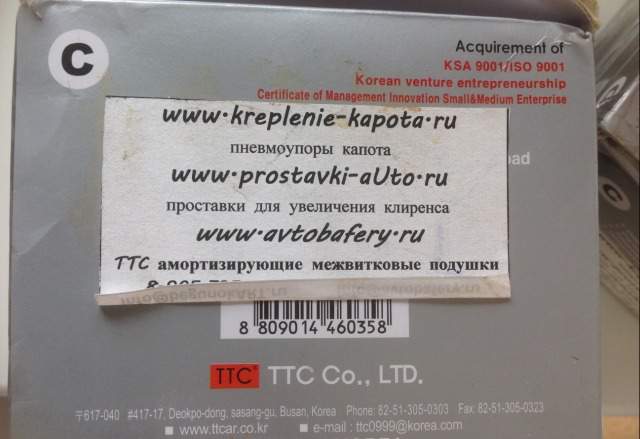 C
Acquirement of
KSA 9001/ISO 9001
Korean venture entrepreneurship
Certificate of Management Innovation Small&Medium Enterprise
www.kreplenie-kapota.ru
пневмоупоры капота
www.prostavki-aUto.ru
проставки для увеличения клиренса
www.avtobafery.ru
TTC амортизирующие межвитковые подушки
8 809014 460358
TTC TTC Co., LTD.
〒617-040 #417-17, Deokpo-dong, sasang-gu, Busan, Korea Phone: 82-51-305-0303 Fax: 82-51-305-0323
■ www.ttcar.co.kr ■ e-mail : ttc0999@korea.com
C